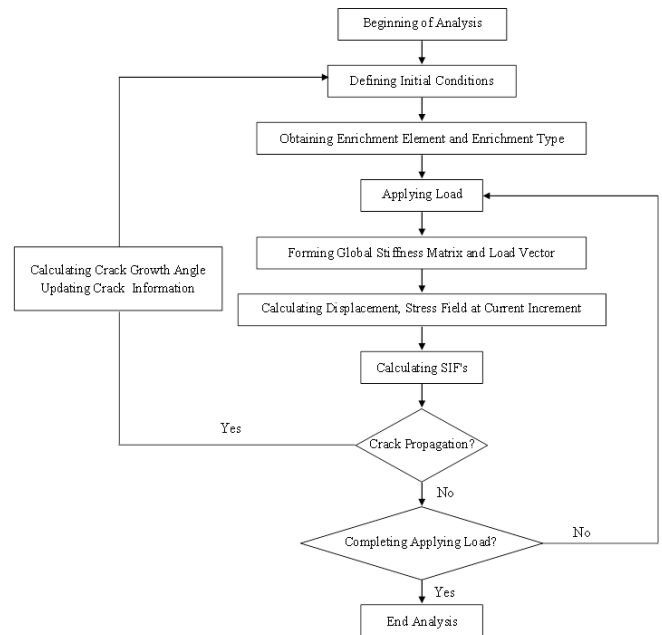 Beginning of Analysis
Defining Initial Conditions
Obtaining Enrichment Element and Enrichment Type
Applying Load
Forming Global Stiffness Matrix and Load Vector
Calculating Crack Growth Angle
Updating Crack Information
Calculating Displacement, Stress Field at Current Increment
Calculating SIF's
Yes
Crack Propagation?
No
Completing Applying Load?
No
Yes
End Analysis